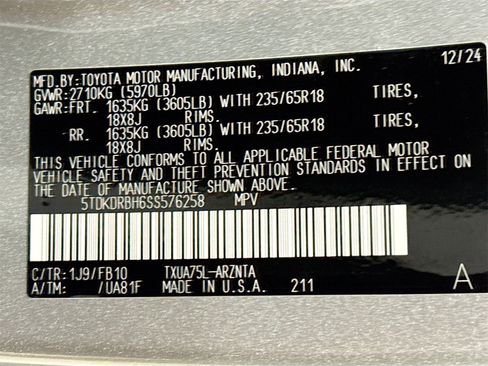 12/24
MFD.BY:TOYOTA MOTOR MANUFACTURING, INDIANA, INC.
GVWR:2710KG (5970LB)
GAWR:FRT. 1635KG (3605LB) WITH 235/65R18 TIRES,
18X8J RIMS.
RR. 1635KG (3605LB) WITH 235/65R18 TIRES,
18X8J RIMS.
THIS VEHICLE CONFORMS TO ALL APPLICABLE FEDERAL MOTOR
VEHICLE SAFETY AND THEFT PREVENTION STANDARDS IN EFFECT ON
THE DATE OF MANUFACTURE SHOWN ABOVE.
5TDKDRBH6SS576258 MPV
C/TR:1J9/FB10 TXUA75L-ARZNTA
A/TM: /UA81F MADE IN U.S.A. 211 A